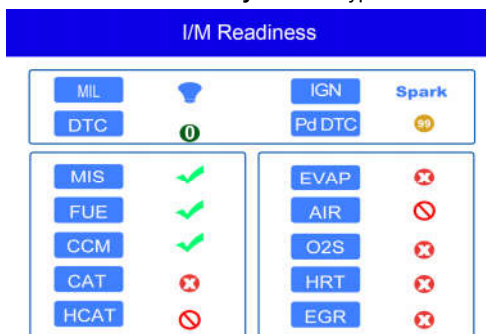 I/M Readiness
MIL IGN Spark
DTC 0 Pd DTC 99
MIS EVAP
FUE AIR
CCM O2S
CAT HRT
HCAT EGR